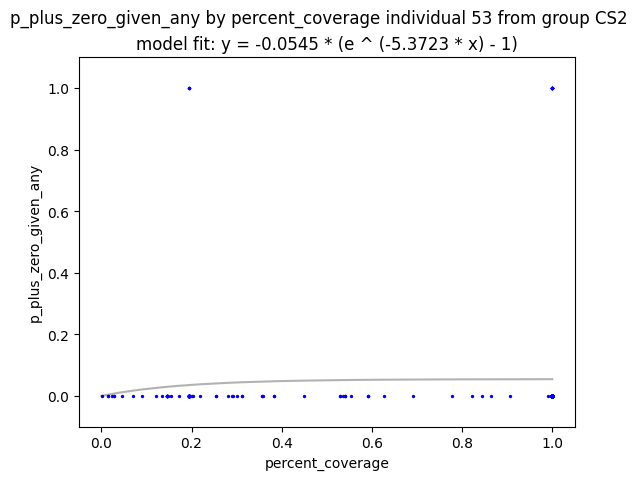 p_plus_zero_given_any by percent_coverage individual 53 from group CS2
model fit: y = -0.0545 * (e ^ (-5.3723 * x) - 1)
1.0
0.8
0.6
0.4
0.2
0.0
p_plus_zero_given_any
0.0 0.2 0.4 0.6 0.8 1.0
percent_coverage